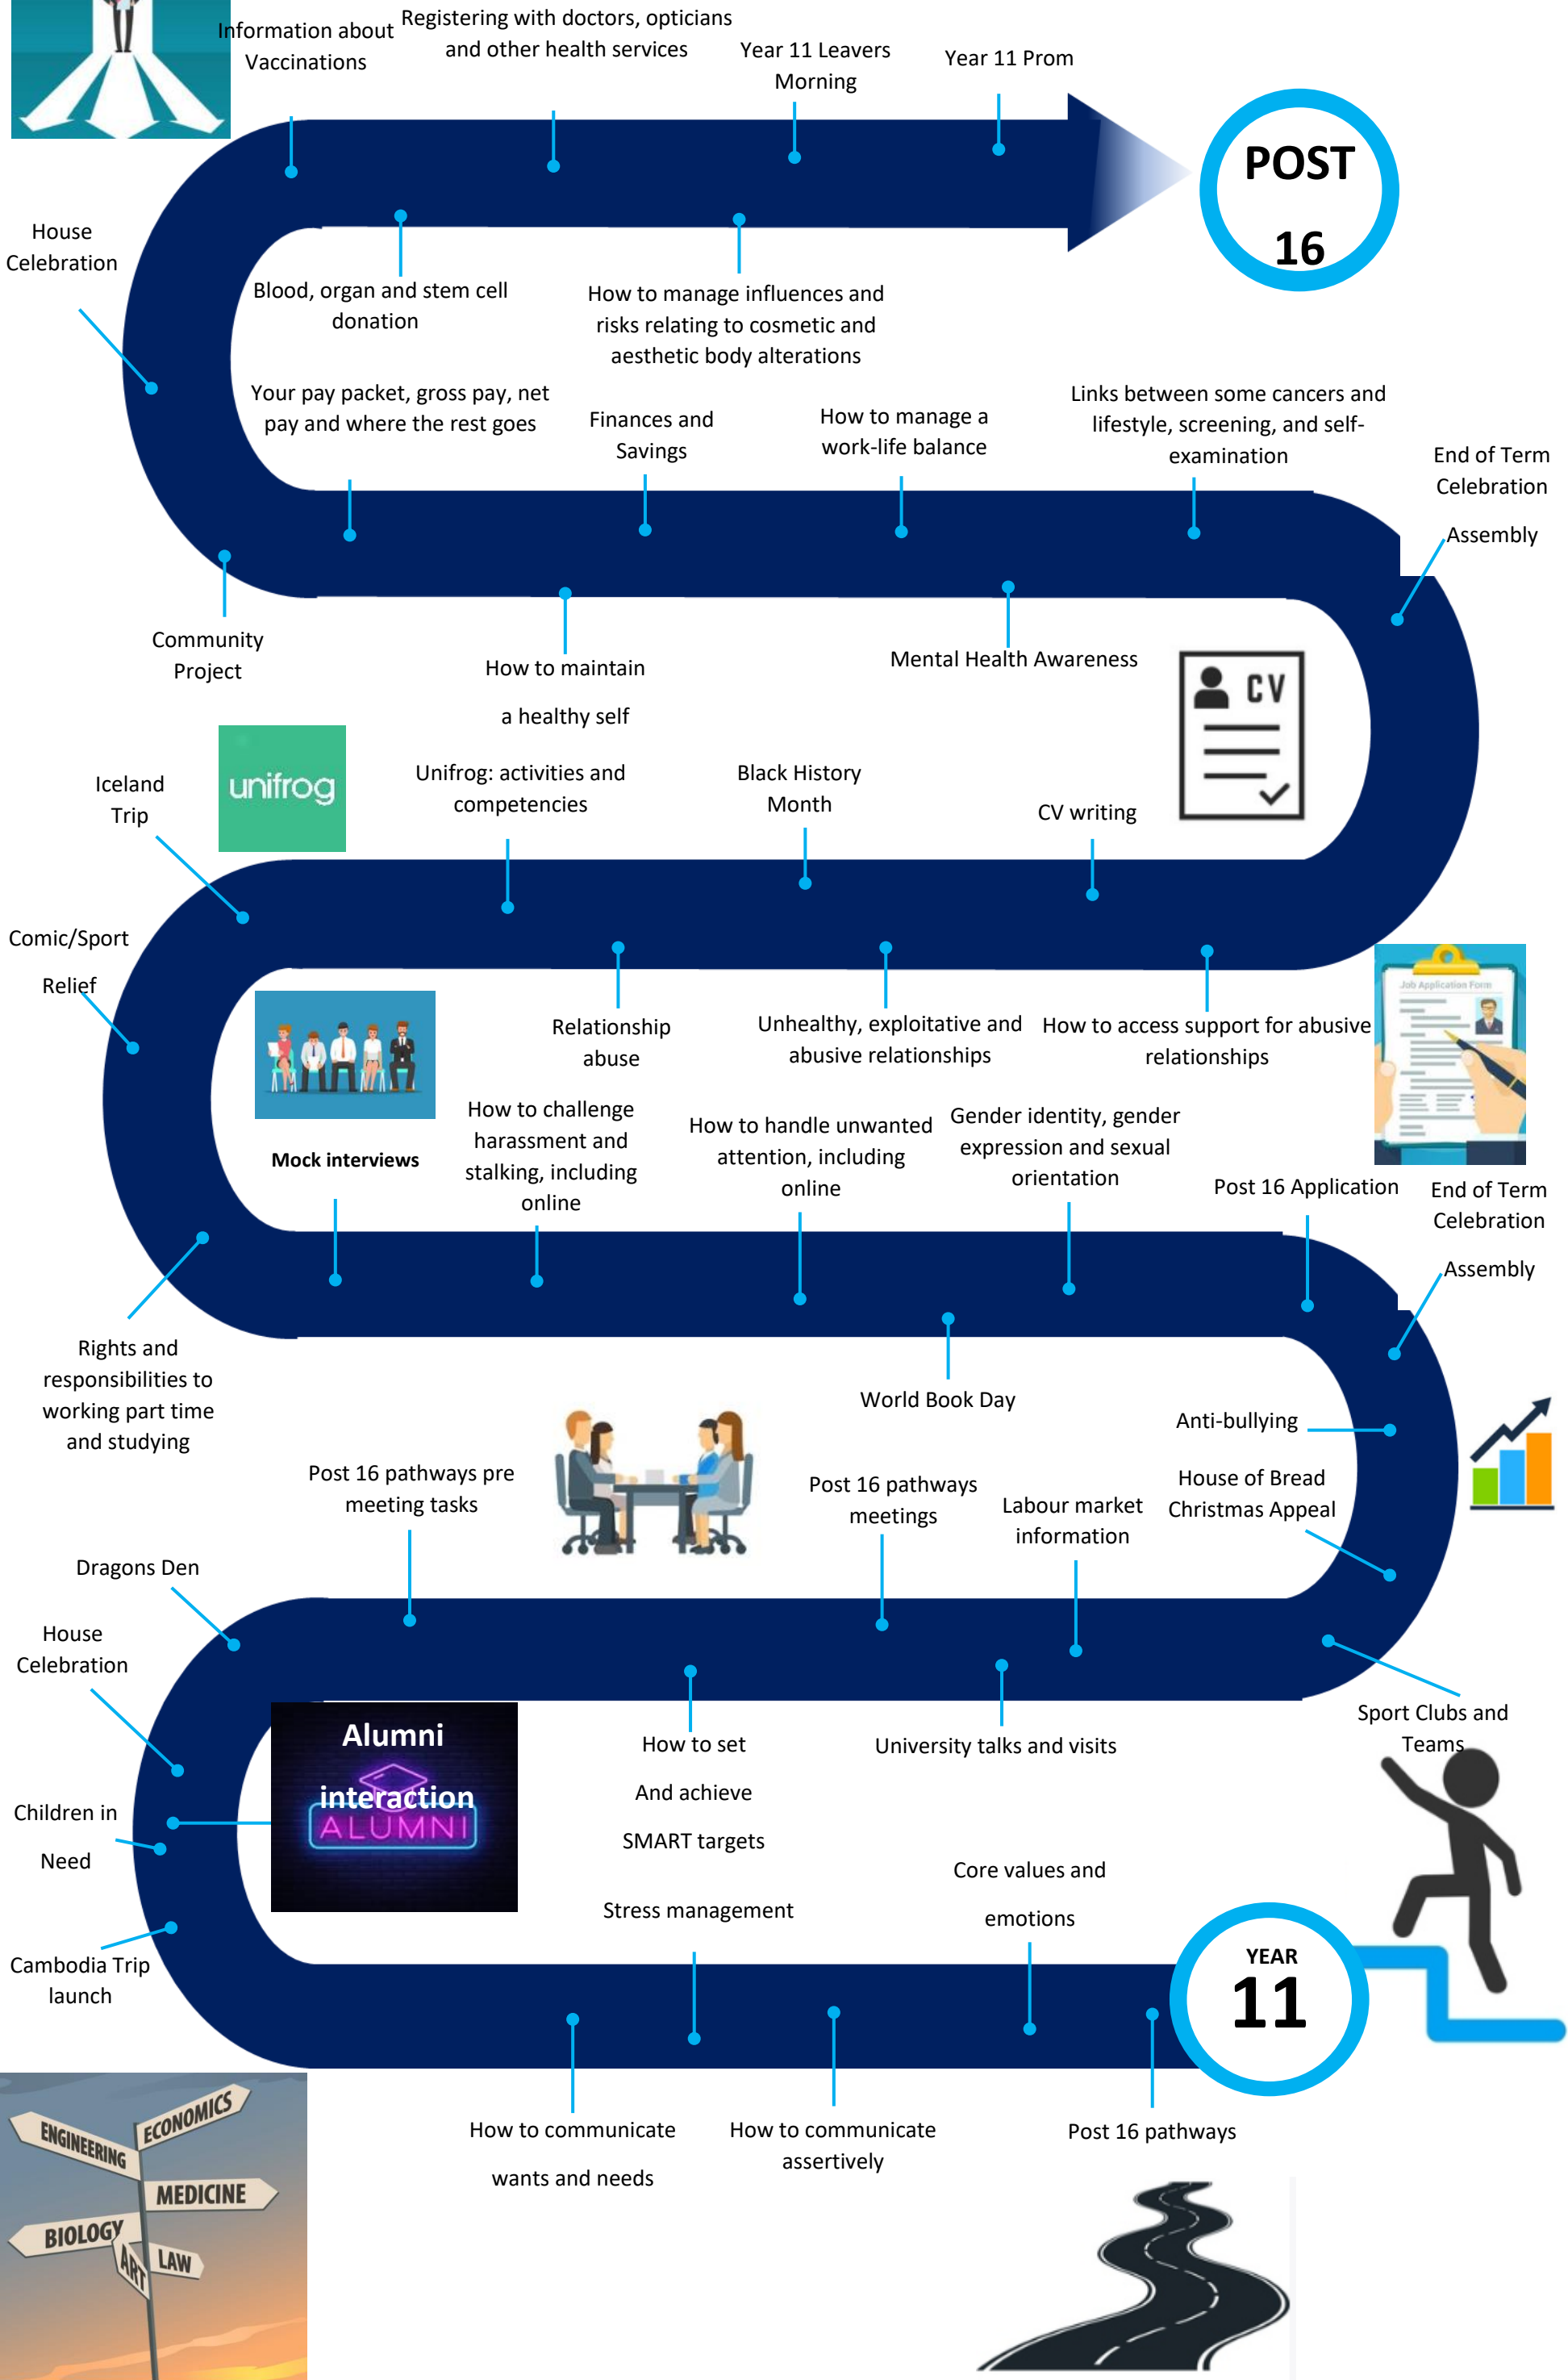 Information about
Vaccinations
Registering with doctors, opticians
and other health services
Year 11 Leavers
Morning
Year 11 Prom
POST
16
House
Celebration
Blood, organ and stem cell
donation
How to manage influences and
risks relating to cosmetic and
aesthetic body alterations
Your pay packet, gross pay, net
pay and where the rest goes
Finances and
Savings
How to manage a
work-life balance
Links between some cancers and
lifestyle, screening, and self-
examination
End of Term
Celebration
Assembly
Community
Project
How to maintain
a healthy self
Mental Health Awareness
CV
Iceland
Trip
unifrog
Unifrog: activities and
competencies
Black History
Month
CV writing
Comic/Sport
Relief
Relationship
abuse
Unhealthy, exploitative and
abusive relationships
How to access support for abusive
relationships
Job Application Form
Mock interviews
How to challenge
harassment and
stalking, including
online
How to handle unwanted
attention, including
online
Gender identity, gender
expression and sexual
orientation
Post 16 Application
End of Term
Celebration
Assembly
Rights and
responsibilities to
working part time
and studying
World Book Day
Anti-bullying
House of Bread
Christmas Appeal
Post 16 pathways pre
meeting tasks
Post 16 pathways
meetings
Labour market
information
Dragons Den
House
Celebration
Sport Clubs and
Teams
Alumni
interaction
ALUMNI
How to set
And achieve
SMART targets
University talks and visits
Children in
Need
Stress management
Core values and
emotions
Cambodia Trip
launch
YEAR
11
How to communicate
wants and needs
How to communicate
assertively
Post 16 pathways
ENGINEERING
ECONOMICS
MEDICINE
BIOLOGY
ART
LAW